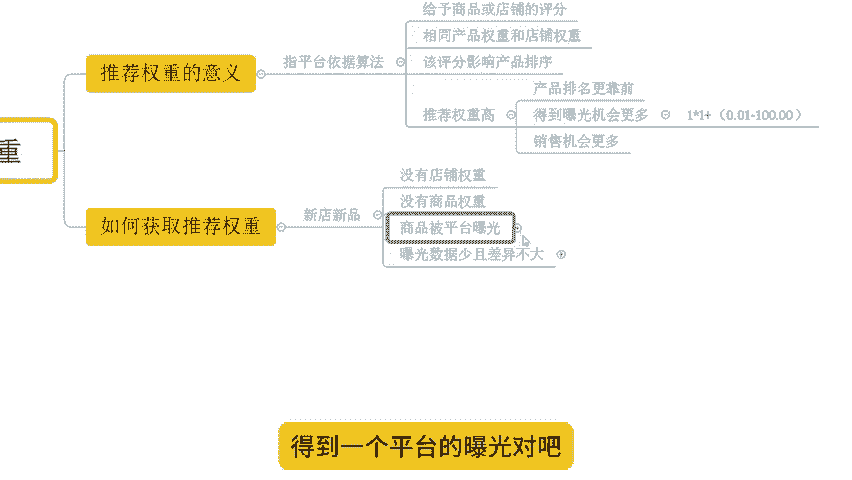 重
推荐权重的意义
指平台依据算法
给予商品或店铺的评分
相同产品权重和店铺权重
该评分影响产品排序
推荐权重高
产品排名更靠前
得到曝光机会更多
1*1+（0.01-100.00）
销售机会更多
如何获取推荐权重
新店新品
没有店铺权重
没有商品权重
商品被平台曝光
曝光数据少且差异不大
得到一个平台的曝光对吧